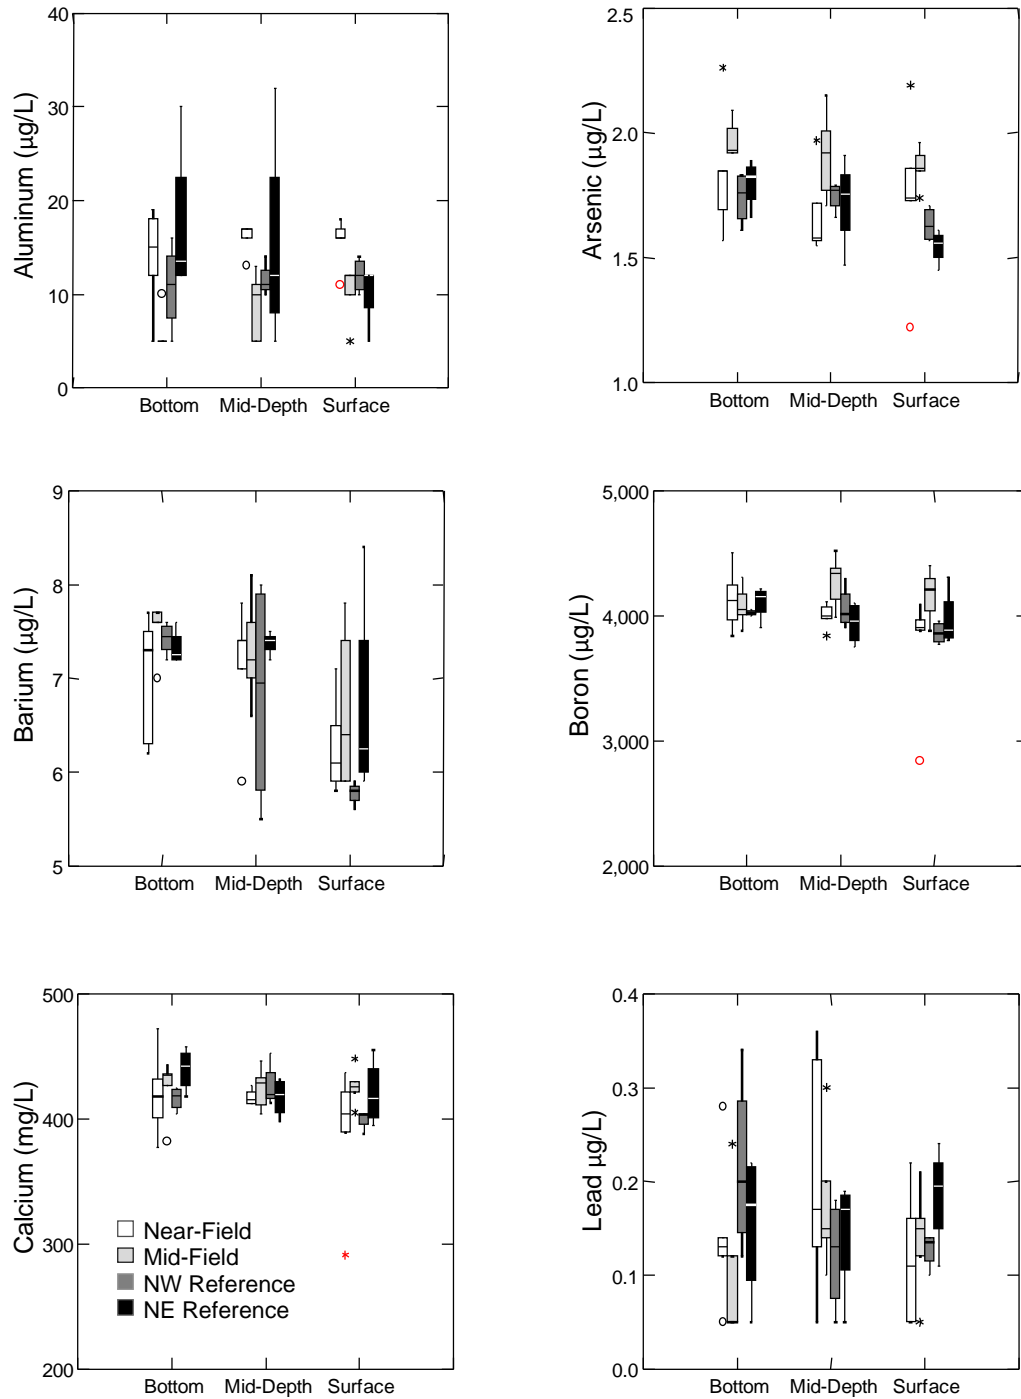 40
30
20
10
0
Aluminum (µg/L)
Bottom Mid-Depth Surface
2.5
2.0
1.5
1.0
Arsenic (µg/L)
Bottom Mid-Depth Surface
9
8
7
6
5
Barium (µg/L)
Bottom Mid-Depth Surface
5,000
4,000
3,000
2,000
Boron (µg/L)
Bottom Mid-Depth Surface
500
400
300
200
Calcium (mg/L)
Near-Field
Mid-Field
NW Reference
NE Reference
Bottom Mid-Depth Surface
0.4
0.3
0.2
0.1
0.0
Lead µg/L)
Bottom Mid-Depth Surface